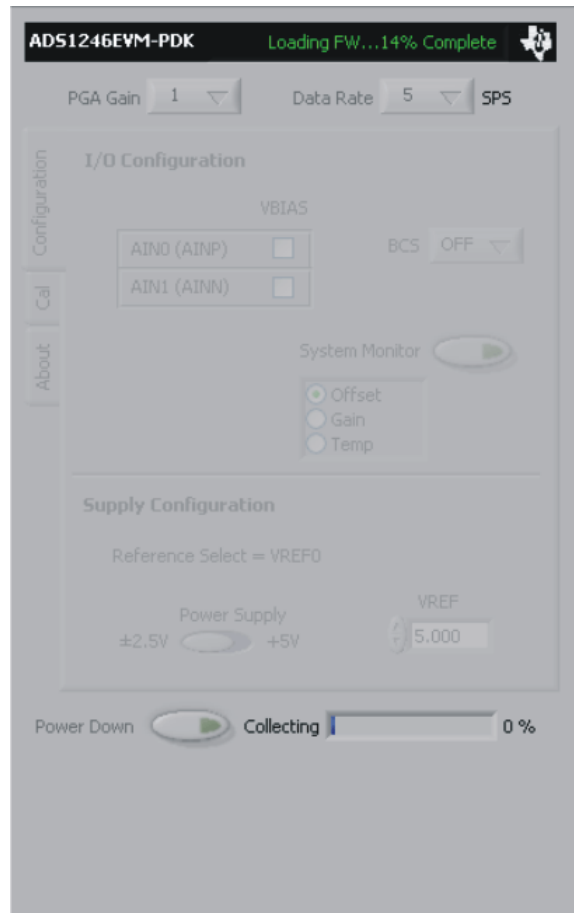 ADS1246EVM-PDK Loading FW...14% Complete
PGA Gain 1 Data Rate 5 SPS
Configuration
Cal
About
I/O Configuration
VBIAS
AIN0 (AINP)
BCS OFF
AIN1 (AINN)
System Monitor
Offset
Gain
Temp
Supply Configuration
Reference Select = VREF0
Power Supply
±2.5V +5V
VREF
5.000
Power Down Collecting 0 %